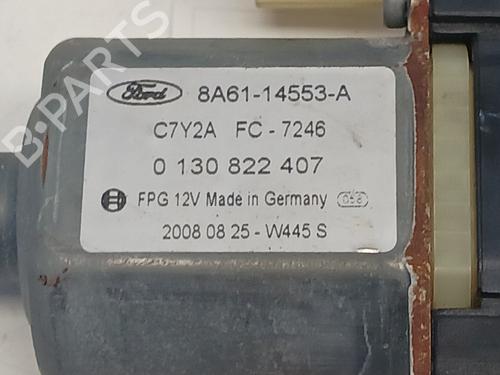 B-PARTS
Ford 8A61-14553-A
C7Y2A FC - 7246
0 130 822 407
FPG 12V Made in Germany 058
2008 08 25 - W445 S